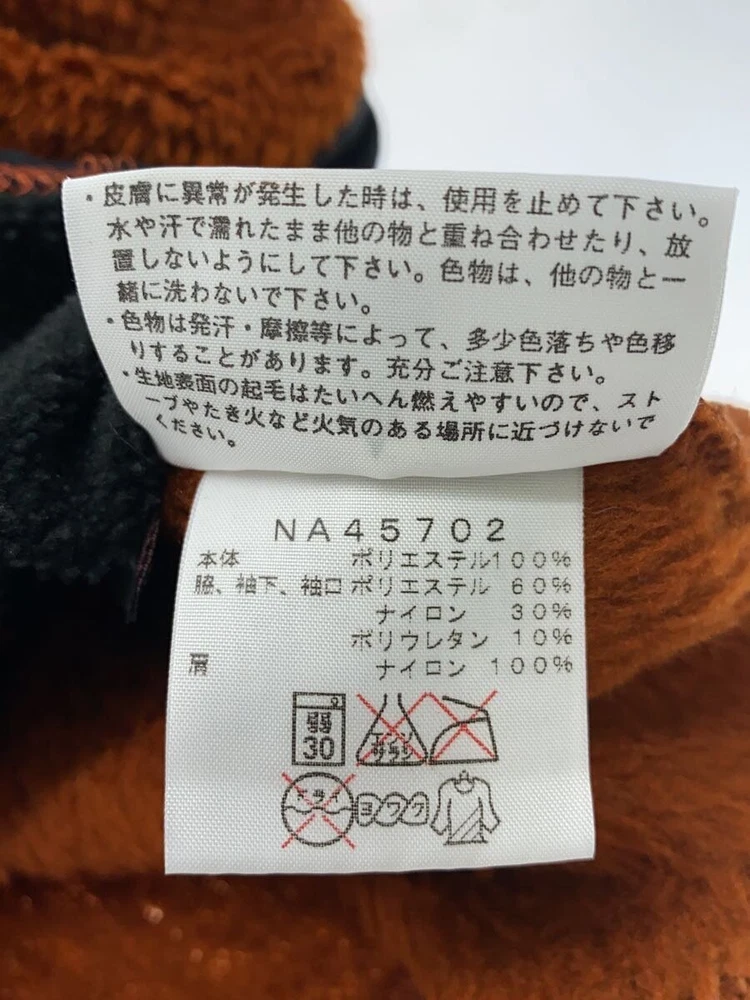 ・皮膚に異常が発生した時は、使用を止めて下さい。
水や汗で濡れたまま他の物と重ね合わせたり、放
置しないようにして下さい。色物は、他の物と一
緒に洗わないで下さい。
・色物は発汗・摩擦等によって、多少色落ちや色移
りすることがあります。充分ご注意下さい。
・生地表面の起毛はたいへん燃えやすいので、スト
ーブやたき火など火気のある場所に近づけないで
ください。
NA45702
本体 ポリエステル100%
脇、袖下、袖口 ポリエステル 60%
ナイロン 30%
ポリウレタン 10%
肩 ナイロン 100%
弱
30
エンソ
サラシ
ドライ
ヨワク